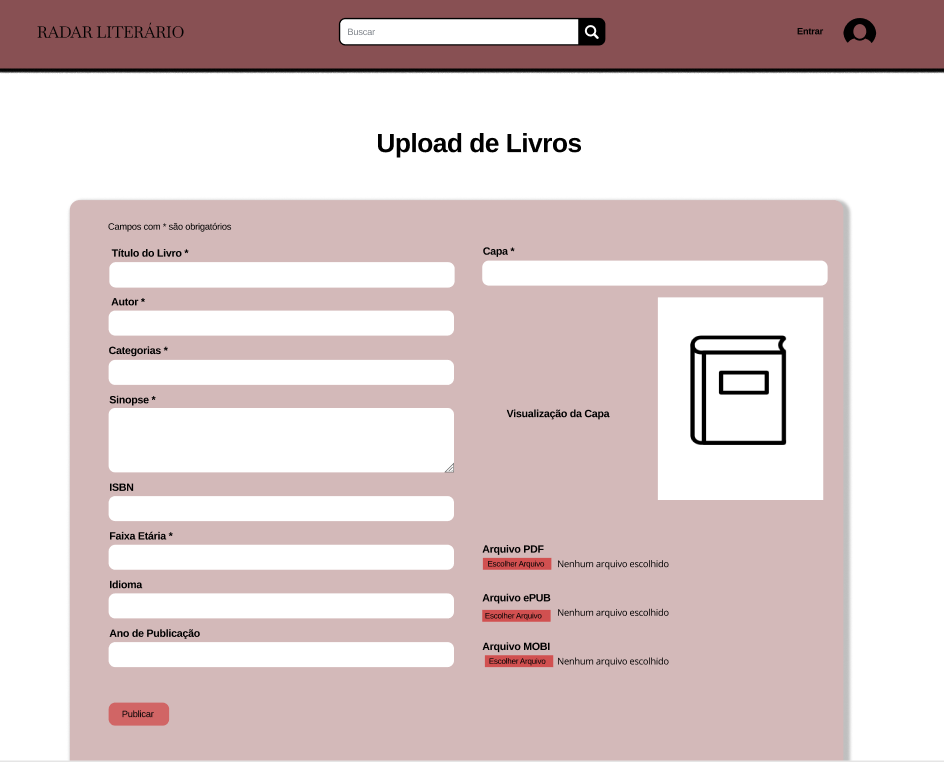 RADAR LITERÁRIO
Buscar
Entrar
Upload de Livros
Campos com * são obrigatórios
Título do Livro *
Autor *
Categorias *
Sinopse *
ISBN
Faixa Etária *
Idioma
Ano de Publicação
Publicar
Capa *
Visualização da Capa
Arquivo PDF
Escolher Arquivo Nenhum arquivo escolhido
Arquivo ePUB
Escolher Arquivo Nenhum arquivo escolhido
Arquivo MOBI
Escolher Arquivo Nenhum arquivo escolhido